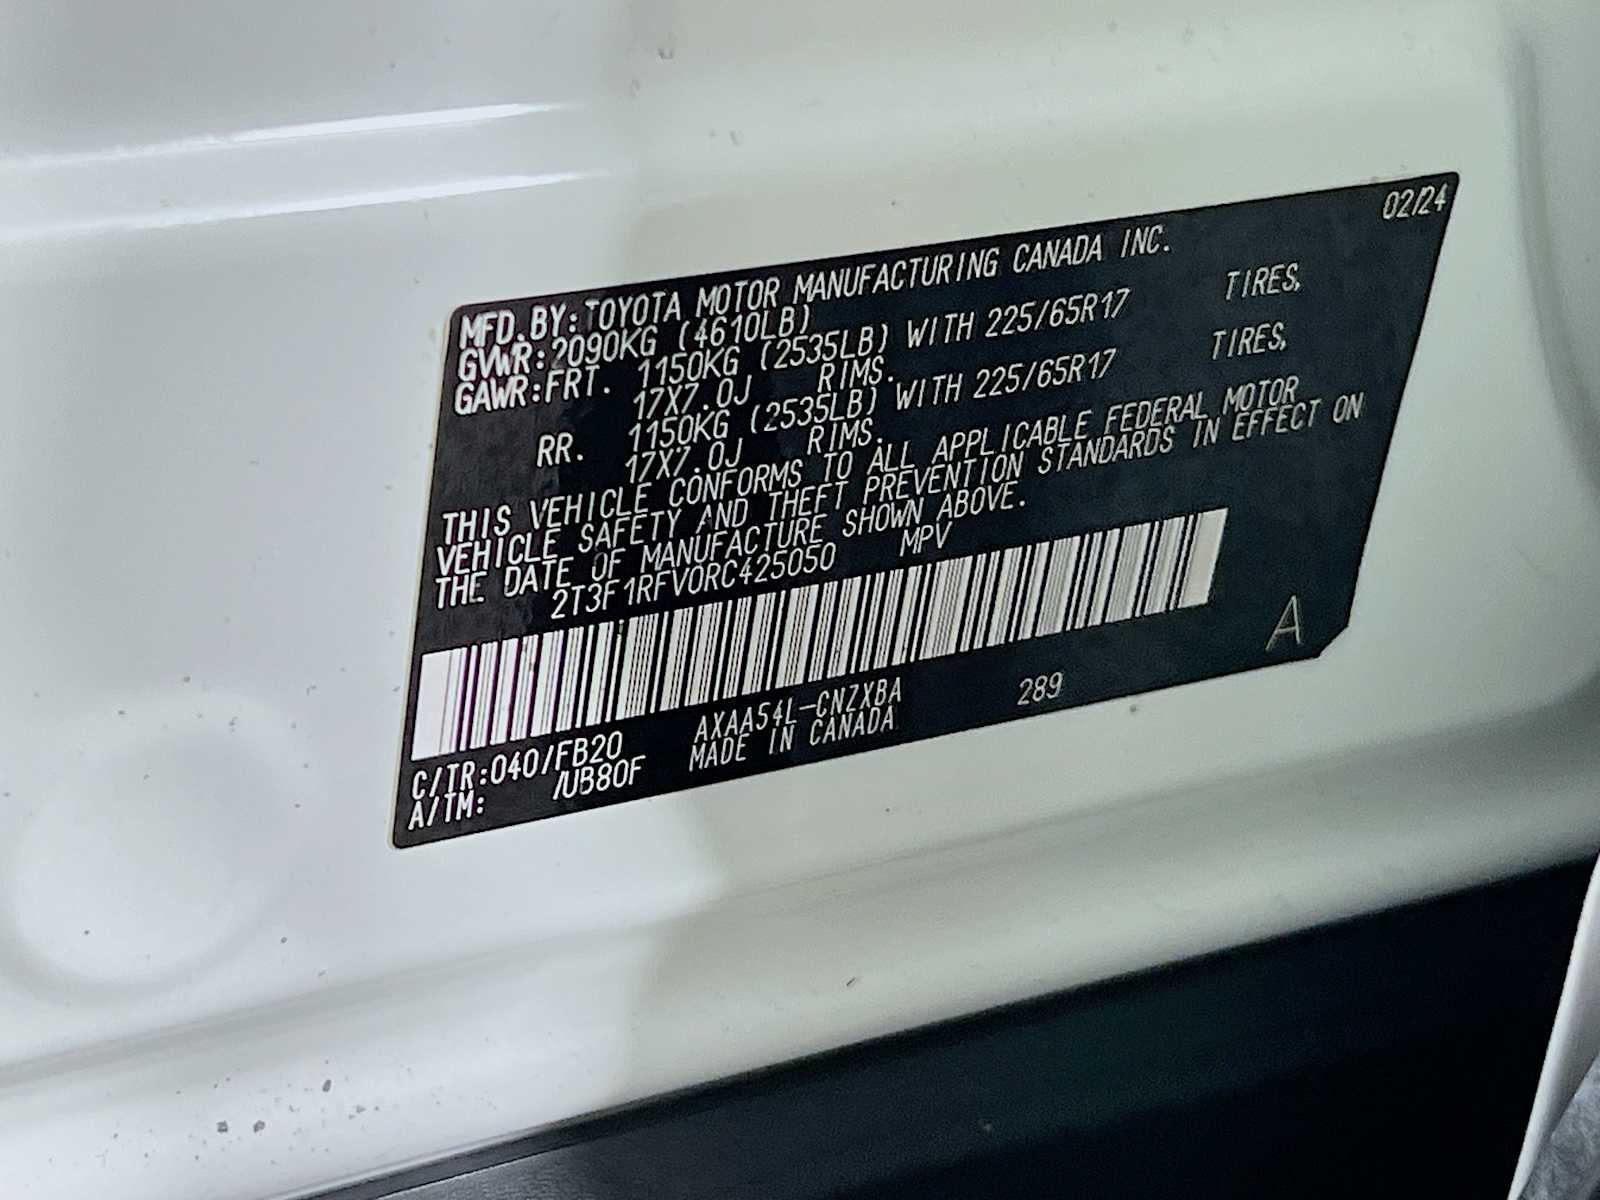 02/24
MFD. BY: TOYOTA MOTOR MANUFACTURING CANADA INC.
GVWR: 2090KG (4610LB)
GAWR: FRT. 1150KG (2535LB) WITH 225/65R17 TIRES,
17X7.0J RIMS.
RR. 1150KG (2535LB) WITH 225/65R17 TIRES,
17X7.0J RIMS.
THIS VEHICLE CONFORMS TO ALL APPLICABLE FEDERAL MOTOR
VEHICLE SAFETY AND THEFT PREVENTION STANDARDS IN EFFECT ON
THE DATE OF MANUFACTURE SHOWN ABOVE.
2T3F1RFV0RC425050 MPV
A
AXAA54L-CNZXBA 289
C/TR: 040/FB20 MADE IN CANADA
A/TM: /UB80F